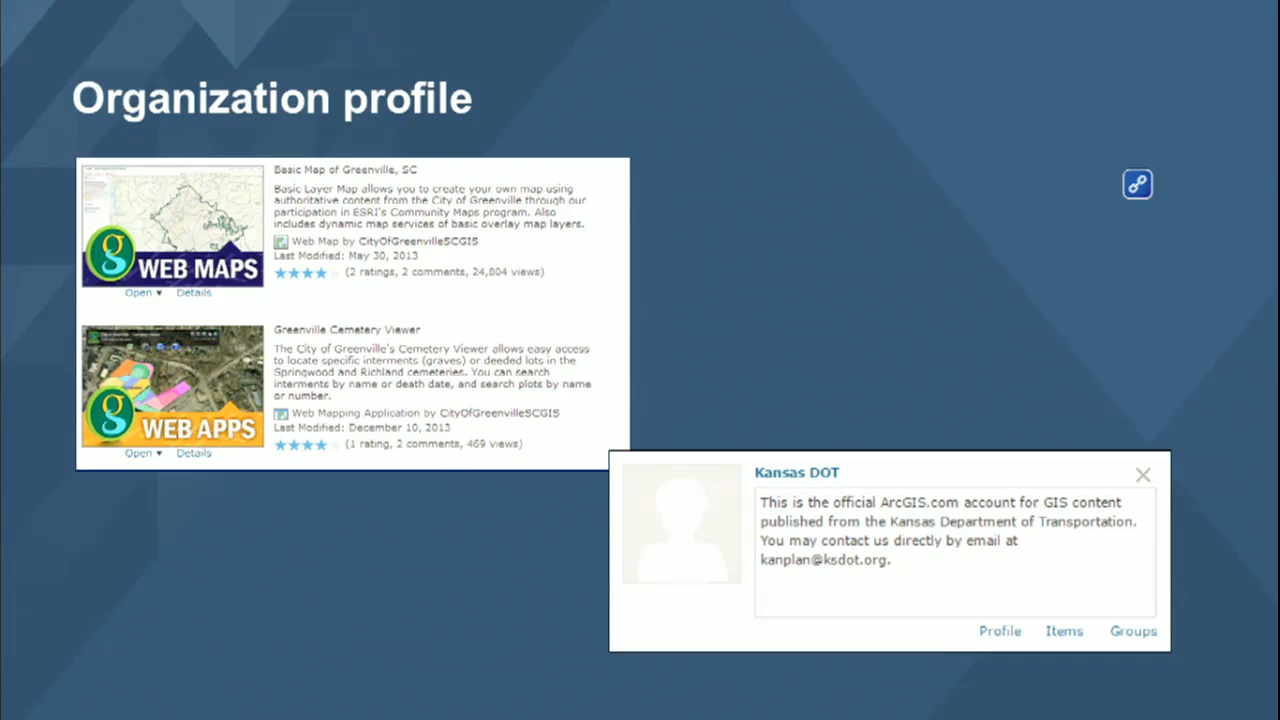 Organization profile
Basic Map of Greenville, SC
Basic Layer Map allows you to create your own map using
authoritative content from the City of Greenville through our
participation in ESRI's Community Maps program. Also
includes dynamic map services of basic overlay map layers.
Web Map by CityOfGreenvilleSCGIS
Last Modified: May 30, 2013
(2 ratings, 2 comments, 24,804 views)
g WEB MAPS
Open ▾ Details
Greenville Cemetery Viewer
The City of Greenville's Cemetery Viewer allows easy access
to locate specific interments (graves) or deeded lots in the
Springwood and Richland cemeteries. You can search
interments by name or death date, and search plots by name
or number.
Web Mapping Application by CityOfGreenvilleSCGIS
Last Modified: December 10, 2013
(1 rating, 2 comments, 469 views)
g WEB APPS
Open ▾ Details
Kansas DOT
This is the official ArcGIS.com account for GIS content
published from the Kansas Department of Transportation.
You may contact us directly by email at
kanplan@ksdot.org.
Profile Items Groups